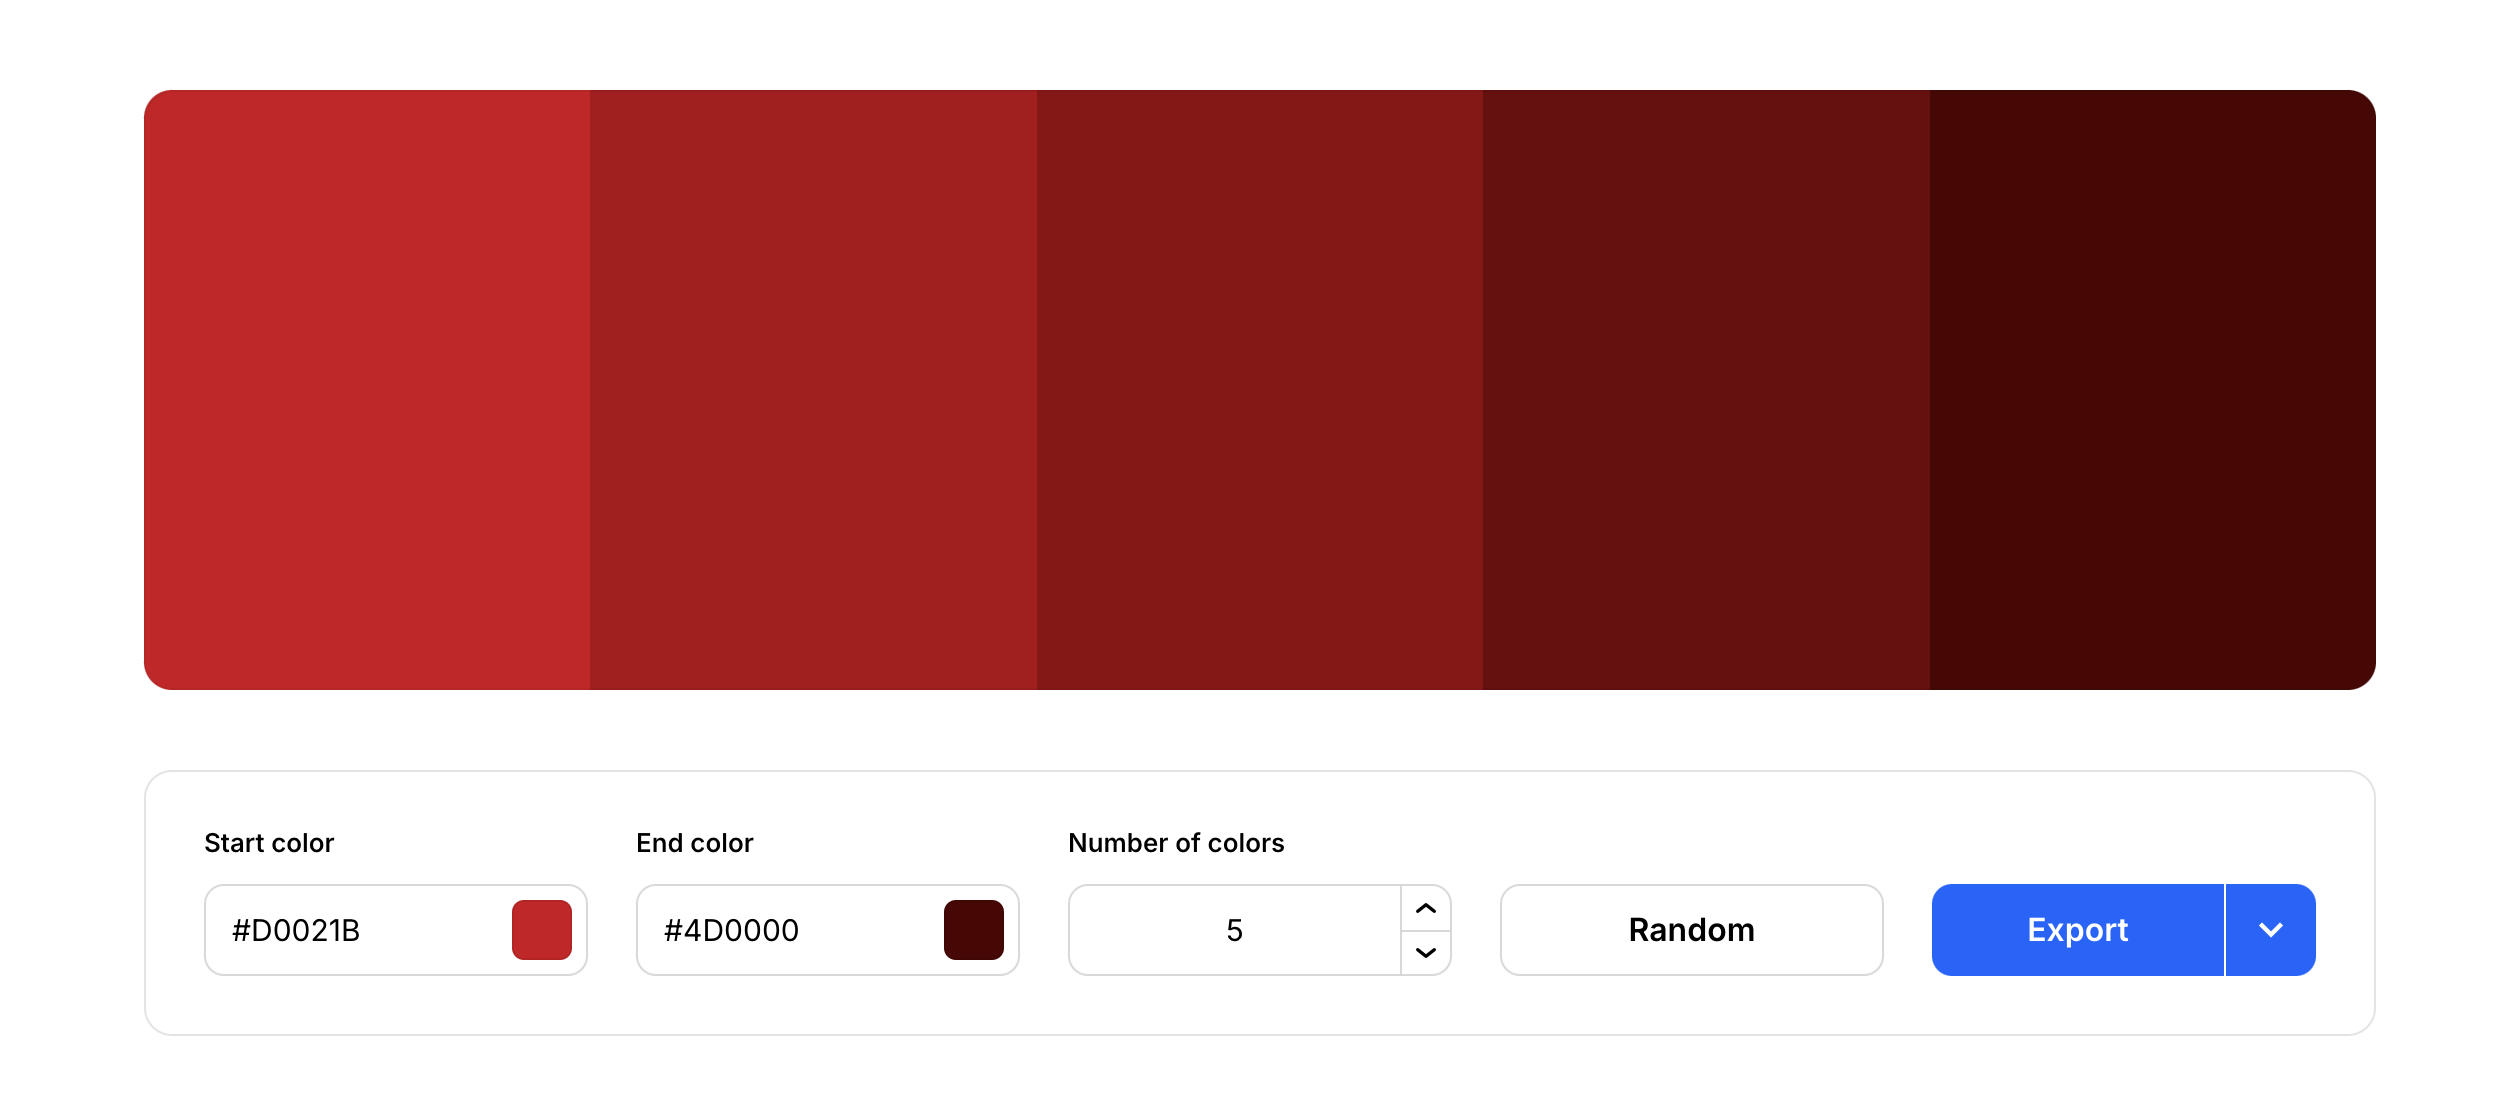 Start color
End color
Number of colors
#D0021B
#4D0000
5
Random
Export